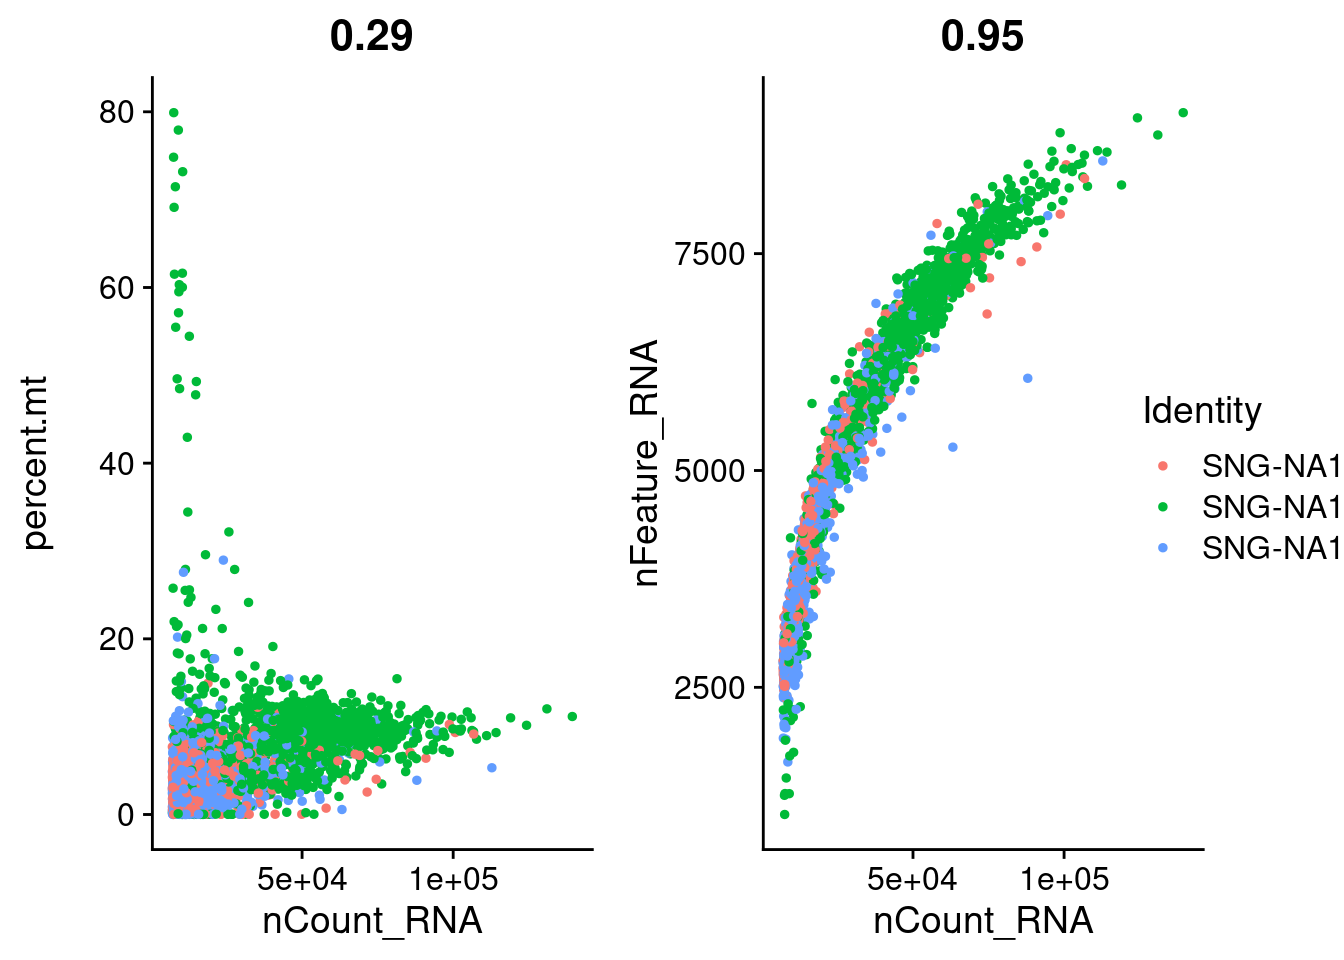 0.29
percent.mt
80
60
40
20
0
5e+04 1e+05
nCount_RNA
0.95
nFeature_RNA
7500
5000
2500
5e+04 1e+05
nCount_RNA
Identity
SNG-NA1
SNG-NA1
SNG-NA1